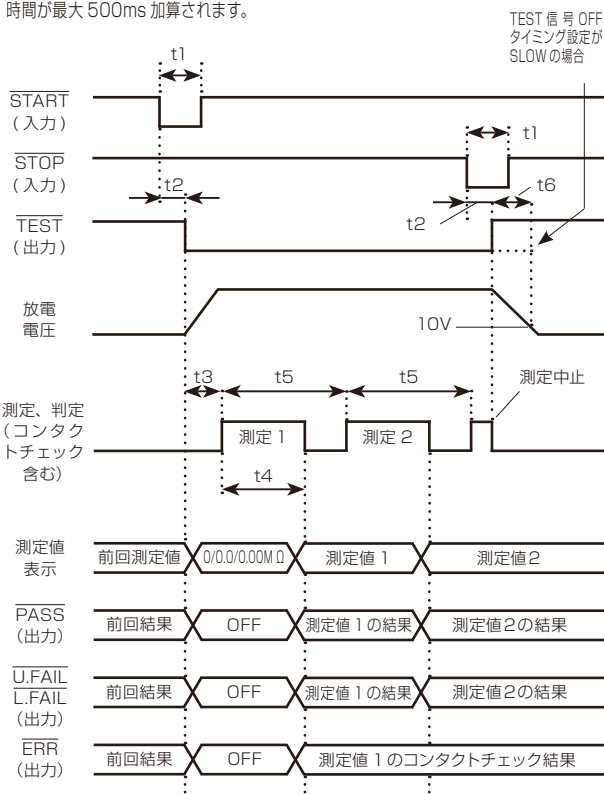 時間が最大 500ms 加算されます。
TEST 信号 OFF
タイミング設定が
SLOW の場合
t1
START
(入力)
t1
STOP
(入力)
t2
t6
TEST
(出力)
t2
放電
電圧
10V
t3
t5
t5
測定中止
測定、判定
(コンタク
トチェック
含む)
測定 1
測定 2
t4
測定値
表示
前回測定値
0/0.0/0.00MΩ
測定値 1
測定値2
PASS
(出力)
前回結果
OFF
測定値 1 の結果
測定値2の結果
U.FAIL
L.FAIL
(出力)
前回結果
OFF
測定値 1 の結果
測定値2の結果
ERR
(出力)
前回結果
OFF
測定値 1 のコンタクトチェック結果